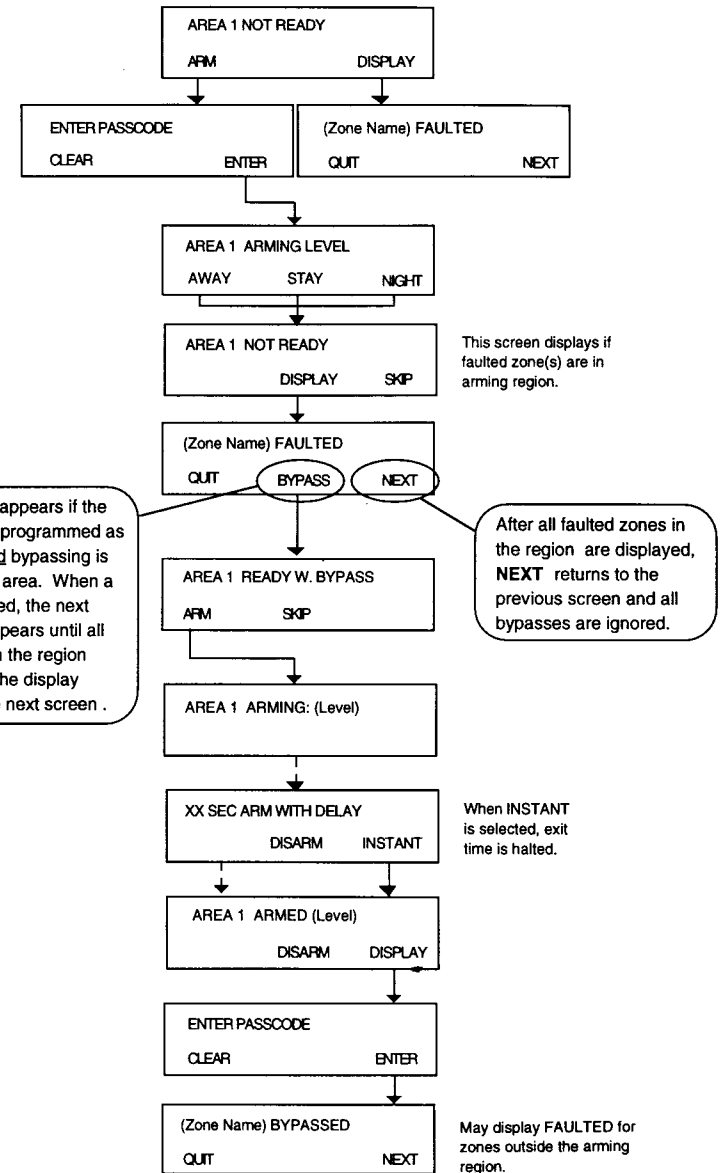 AREA 1 NOT READY
ARM DISPLAY
ENTER PASSCODE
CLEAR ENTER
(Zone Name) FAULTED
QUIT NEXT
AREA 1 ARMING LEVEL
AWAY STAY NIGHT
AREA 1 NOT READY
DISPLAY SKIP
This screen displays if
faulted zone(s) are in
arming region.
(Zone Name) FAULTED
QUIT BYPASS NEXT
appears if the
programmed as
bypassing is
area. When a
the next
until all
the region
the display
next screen .
After all faulted zones in
the region are displayed,
NEXT returns to the
previous screen and all
bypasses are ignored.
AREA 1 READY W. BYPASS
ARM SKIP
AREA 1 ARMING: (Level)
XX SEC ARM WITH DELAY
DISARM INSTANT
When INSTANT
is selected, exit
time is halted.
AREA 1 ARMED (Level)
DISARM DISPLAY
ENTER PASSCODE
CLEAR ENTER
(Zone Name) BYPASSED
QUIT NEXT
May display FAULTED for
zones outside the arming
region.